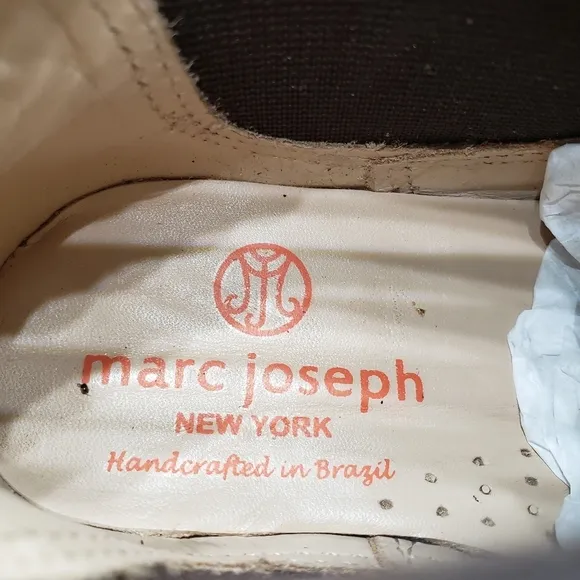 marc joseph
NEW YORK
Handcrafted in Brazil